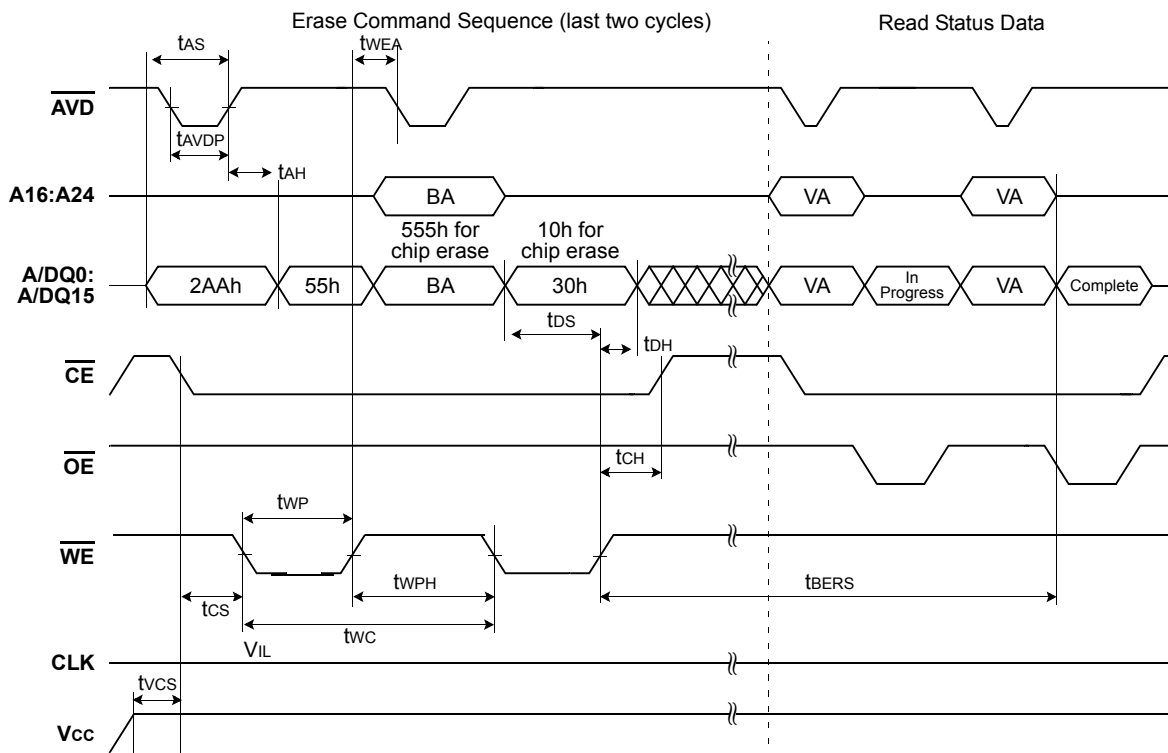 Erase Command Sequence (last two cycles)
Read Status Data
tAS
tWEA
AVD
tAVDP
tAH
A16:A24
BA
VA
VA
555h for
chip erase
10h for
chip erase
A/DQ0:
A/DQ15
2AAh
55h
BA
30h
VA
In
Progress
VA
Complete
tDS
tDH
CE
OE
tCH
tWP
WE
tWPH
tBERS
tCS
tWC
VIL
CLK
tVCS
Vcc